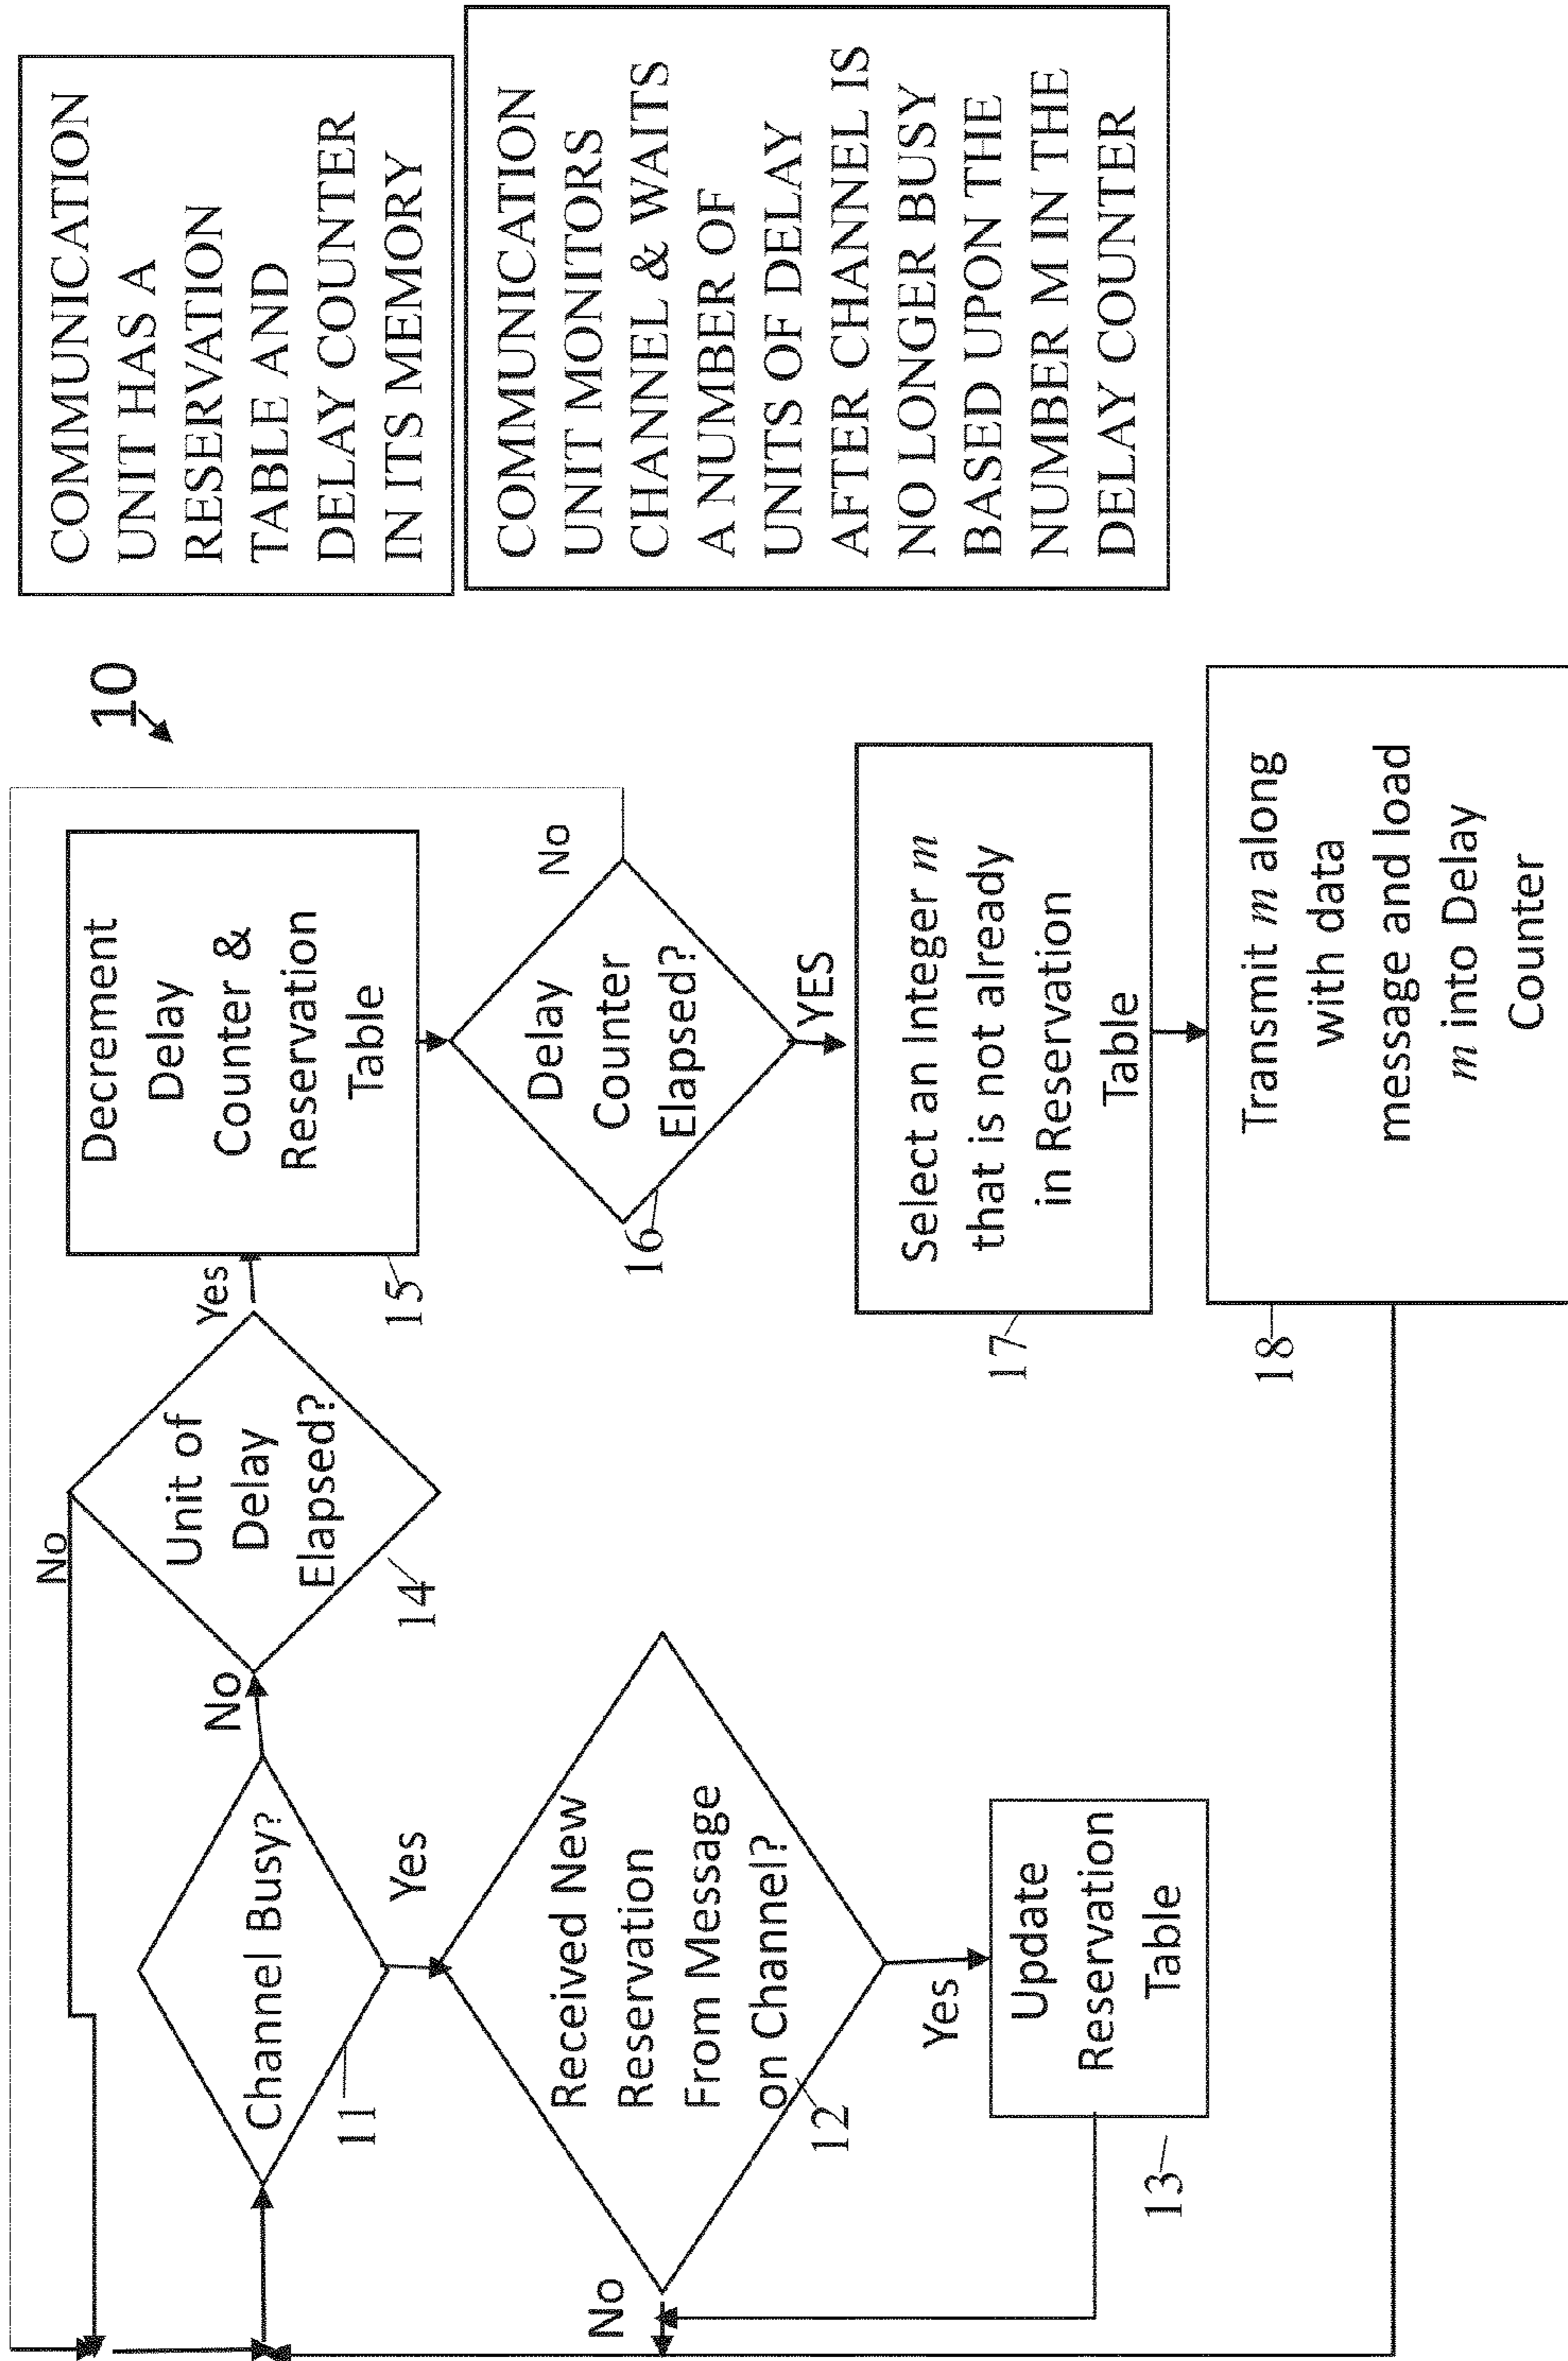 10
Channel Busy?
11
No
Yes
Unit of
Delay
Elapsed?
14
No
Yes
Decrement
Delay
Counter &
Reservation
Table
15
Delay
Counter
Elapsed?
16
No
YES
Received New
Reservation
From Message
on Channel?
12
No
Yes
Update
Reservation
Table
13
Select an Integer m
that is not already
in Reservation
Table
17
Transmit m along
with data
message and load
m into Delay
Counter
18
COMMUNICATION
UNIT HAS A
RESERVATION
TABLE AND
DELAY COUNTER
IN ITS MEMORY
COMMUNICATION
UNIT MONITORS
CHANNEL & WAITS
A NUMBER OF
UNITS OF DELAY
AFTER CHANNEL IS
NO LONGER BUSY
BASED UPON THE
NUMBER M IN THE
DELAY COUNTER